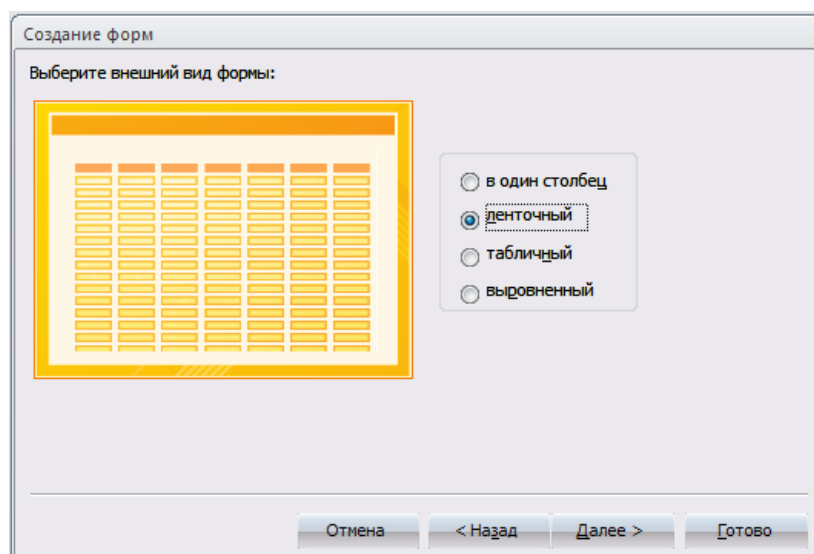 Создание форм
Выберите внешний вид формы:
в один столбец
ленточный
табличный
выровненный
Отмена
< Назад
Далее >
Готово